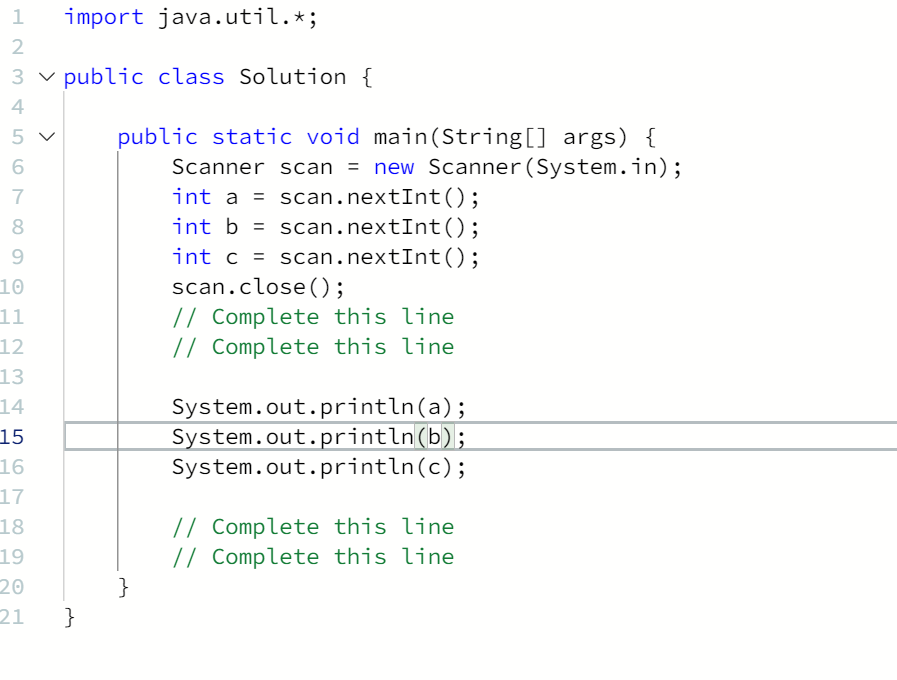 1 import java.util.*;
2
3 public class Solution {
4
5     public static void main(String[] args) {
6         Scanner scan = new Scanner(System.in);
7         int a = scan.nextInt();
8         int b = scan.nextInt();
9         int c = scan.nextInt();
10         scan.close();
11         // Complete this line
12         // Complete this line
13
14         System.out.println(a);
15         System.out.println(b);
16         System.out.println(c);
17
18         // Complete this line
19         // Complete this line
20     }
21 }